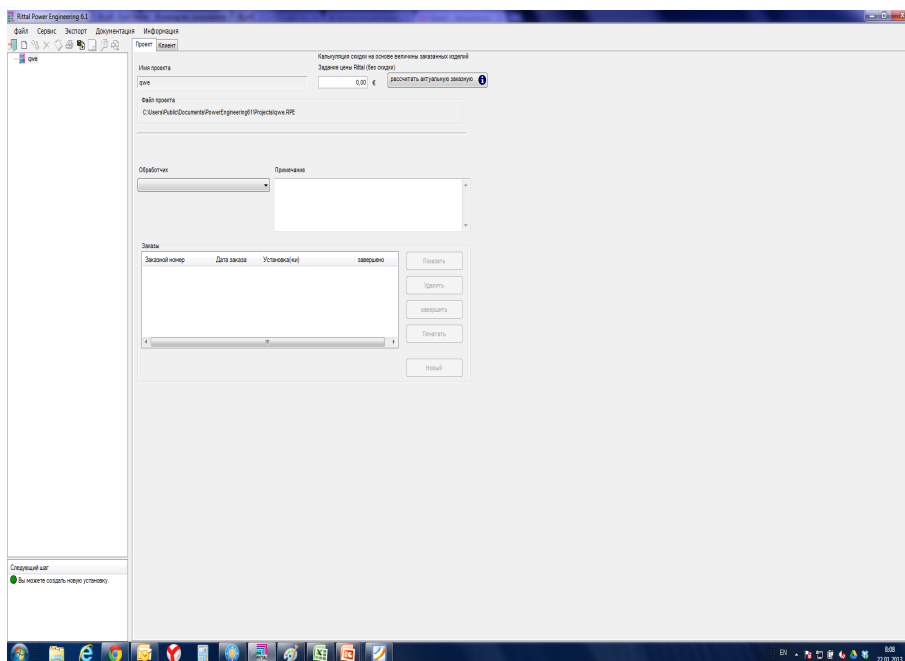 Rittal Power Engineering 6.1
файл Сервис Экспорт Документация Информация
Проект Клиент
qwe
Калькуляция скидки на основе величины заказанных изделий
Имя проекта
Задание цены Rittal (без скидки)
qwe
0,00 €
рассчитать актуальную заказную
Файл проекта
C:\Users\Public\Documents\PowerEngineering61\Projects\qwe.RPE
Обработчик
Примечание
Заказы
Заказной номер Дата заказа Установка(ки) завершено
Показать
Удалить
завершить
Печатать
Новый
Следующий шаг
Вы можете создать новую установку.
EN
8:08
22.01.2013